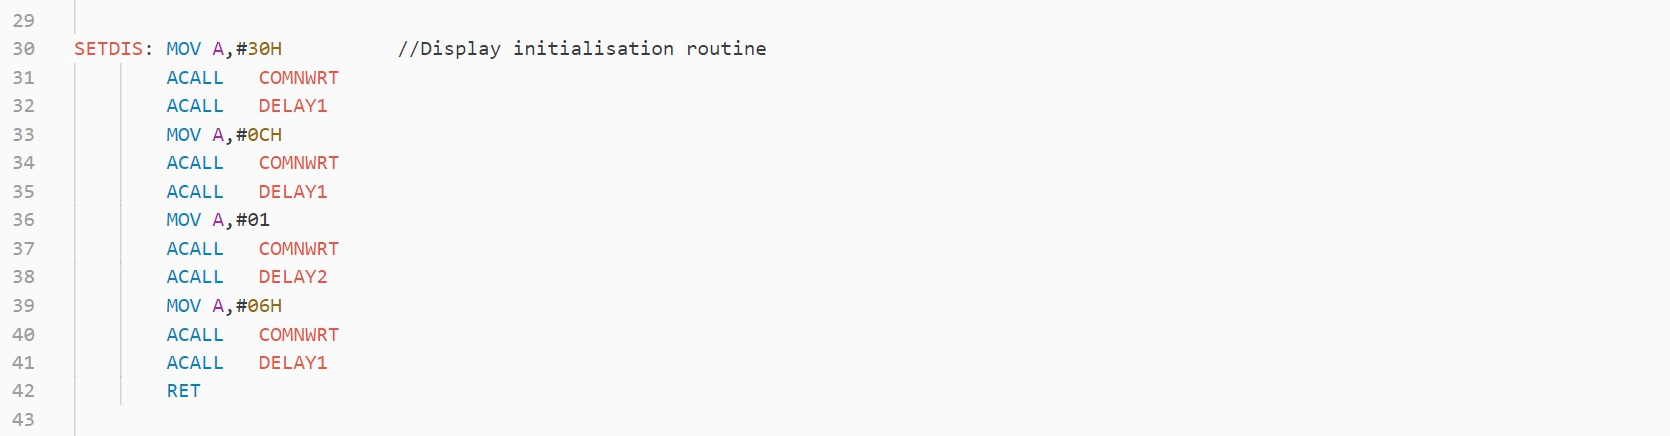 29
30 SETDIS: MOV A,#30H //Display initialisation routine
31 ACALL COMNWRT
32 ACALL DELAY1
33 MOV A,#0CH
34 ACALL COMNWRT
35 ACALL DELAY1
36 MOV A,#01
37 ACALL COMNWRT
38 ACALL DELAY2
39 MOV A,#06H
40 ACALL COMNWRT
41 ACALL DELAY1
42 RET
43